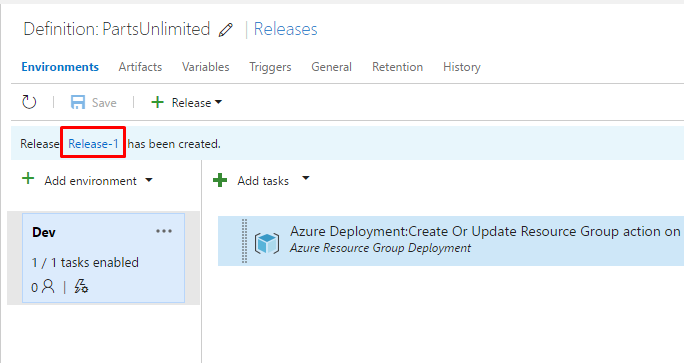 Definition: PartsUnlimited | Releases
Environments Artifacts Variables Triggers General Retention History
Save + Release
Release Release-1 has been created.
+ Add environment + Add tasks
Dev ...
Azure Deployment:Create Or Update Resource Group action on
Azure Resource Group Deployment
1 / 1 tasks enabled
0